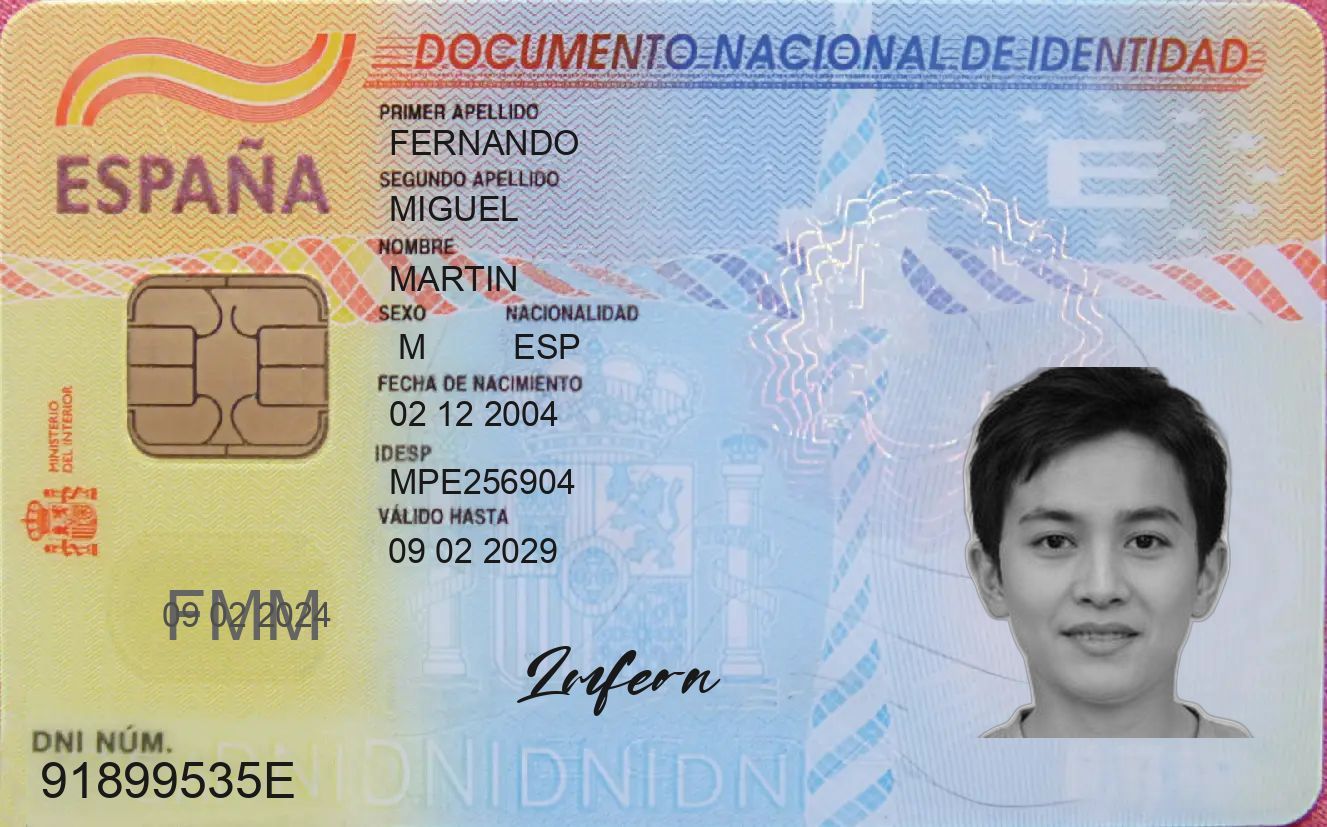 DOCUMENTO NACIONAL DE IDENTIDAD
ESPAÑA
PRIMER APELLIDO
FERNANDO
SEGUNDO APELLIDO
MIGUEL
NOMBRE
MARTIN
SEXO NACIONALIDAD
M ESP
FECHA DE NACIMIENTO
02 12 2004
IDESP
MPE256904
VÁLIDO HASTA
09 02 2029
MINISTERIO
DEL INTERIOR
FMM
09 02 2024
Imfern
DNI NÚM.
91899535E
DNIDNIDNIDNI
E